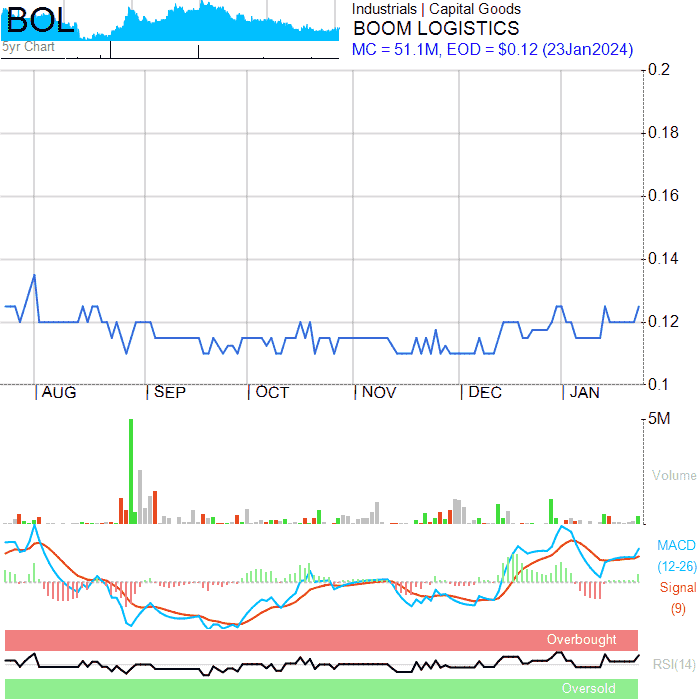 BOL
5yr Chart
Industrials | Capital Goods
BOOM LOGISTICS
MC = 51.1M, EOD = $0.12 (23Jan2024)
0.2
0.18
0.16
0.14
0.12
0.1
AUG SEP OCT NOV DEC JAN
5M
Volume
MACD
(12-26)
Signal
(9)
Overbought
RSI(14)
Oversold